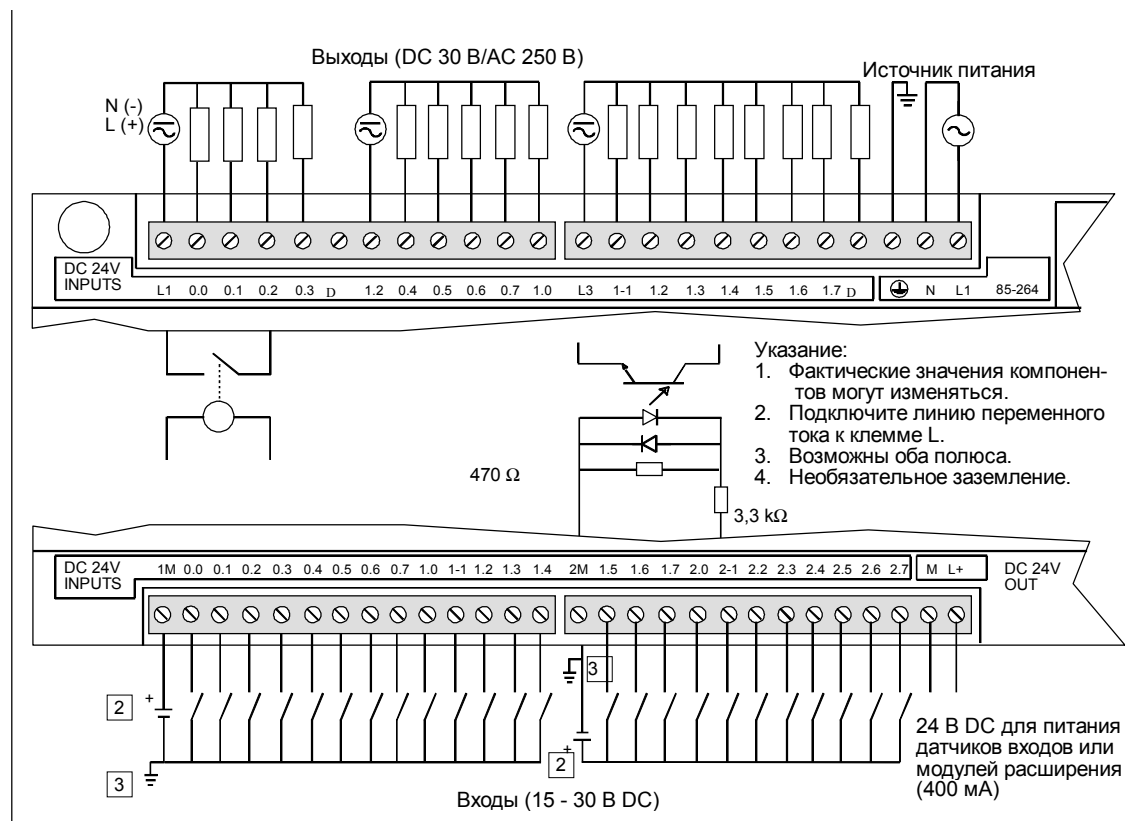 Выходы (DC 30 В/AC 250 В)
Источник питания
N (-)
L (+)
DC 24V
INPUTS
L1 0.0 0.1 0.2 0.3 D 1.2 0.4 0.5 0.6 0.7 1.0 L3 1-1 1.2 1.3 1.4 1.5 1.6 1.7 D N L1 85-264
Указание:
1. Фактические значения компонен-
тов могут изменяться.
2. Подключите линию переменного
тока к клемме L.
3. Возможны оба полюса.
4. Необязательное заземление.
470 Ω
3,3 kΩ
DC 24V
INPUTS
1M 0.0 0.1 0.2 0.3 0.4 0.5 0.6 0.7 1.0 1-1 1.2 1.3 1.4 2M 1.5 1.6 1.7 2.0 2-1 2.2 2.3 2.4 2.5 2.6 2.7 M L+
DC 24V
OUT
3
2 +
+
2
3
24 В DC для питания
датчиков входов или
модулей расширения
(400 мА)
Входы (15 - 30 В DC)